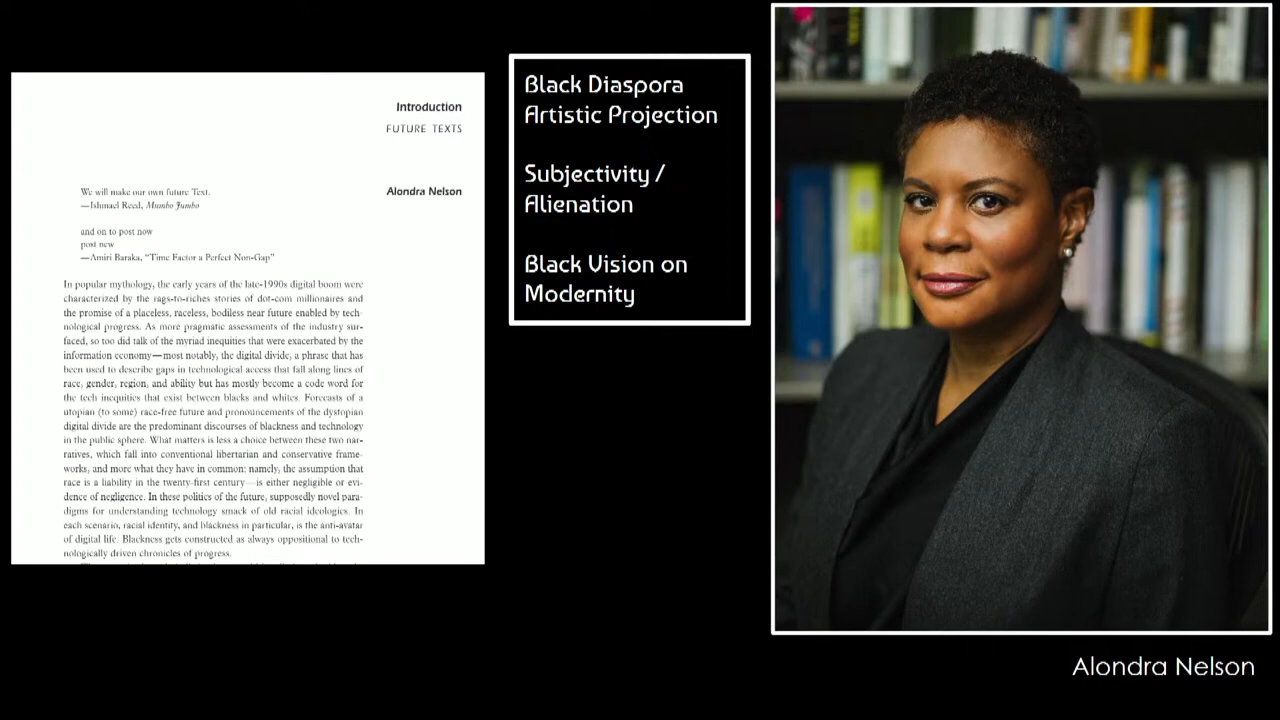 Introduction
FUTURE TEXTS
We will make our own future Text.
—Ishmael Reed, Mumbo Jumbo
Alondra Nelson
and on to post now
post new
—Amiri Baraka, “Time Factor a Perfect Non-Gap”
In popular mythology, the early years of the late-1990s digital boom were
characterized by the rags-to-riches stories of dot-com millionaires and
the promise of a placeless, raceless, bodiless near future enabled by tech-
nological progress. As more pragmatic assessments of the industry sur-
faced, so too did talk of the myriad inequities that were exacerbated by the
information economy—most notably, the digital divide, a phrase that has
been used to describe gaps in technological access that fall along lines of
race, gender, region, and ability but has mostly become a code word for
the tech inequities that exist between blacks and whites. Forecasts of a
utopian (to some) race-free future and pronouncements of the dystopian
digital divide are the predominant discourses of blackness and technology
in the public sphere. What matters is less a choice between these two nar-
ratives, which fall into conventional libertarian and conservative frame-
works, and more what they have in common: namely, the assumption that
race is a liability in the twenty-first century—is either negligible or evi-
dence of negligence. In these politics of the future, supposedly novel para-
digms for understanding technology smack of old racial ideologies. In
each scenario, racial identity, and blackness in particular, is the anti-avatar
of digital life. Blackness gets constructed as always oppositional to tech-
nologically driven chronicles of progress.
Black Diaspora
Artistic Projection
Subjectivity /
Alienation
Black Vision on
Modernity
Alondra Nelson